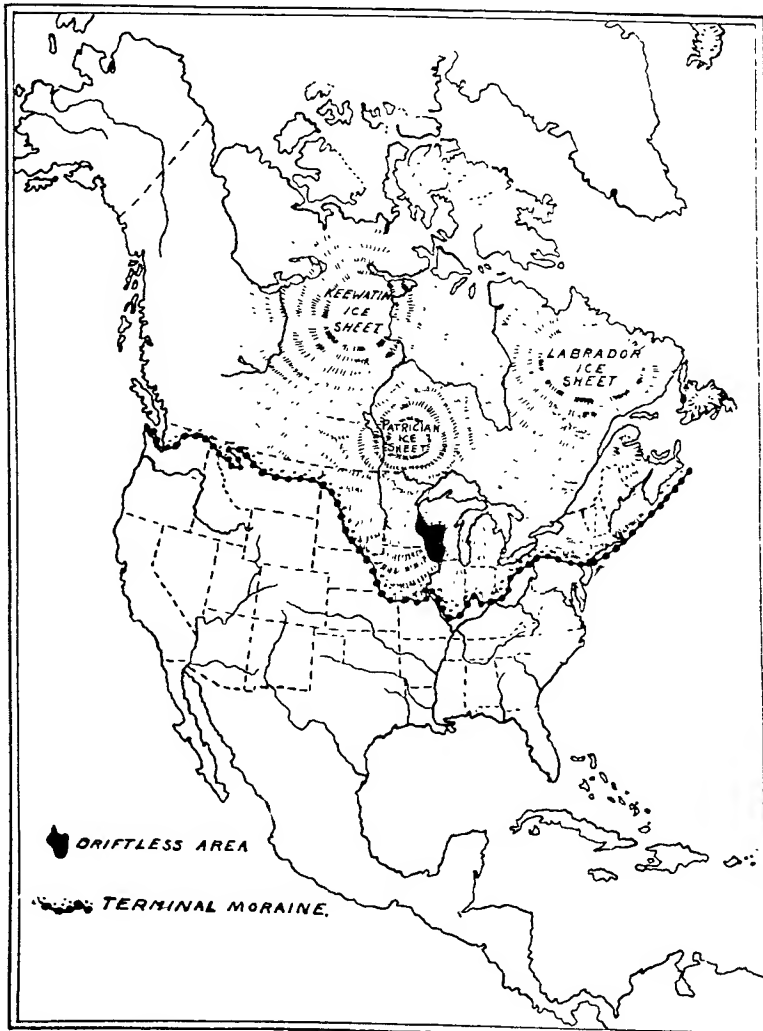 KEEWATIN
ICE
SHEET
LABRADOR
ICE
SHEET
PATRICIAN
ICE
SHEET
DRIFTLESS AREA
TERMINAL MORAINE.